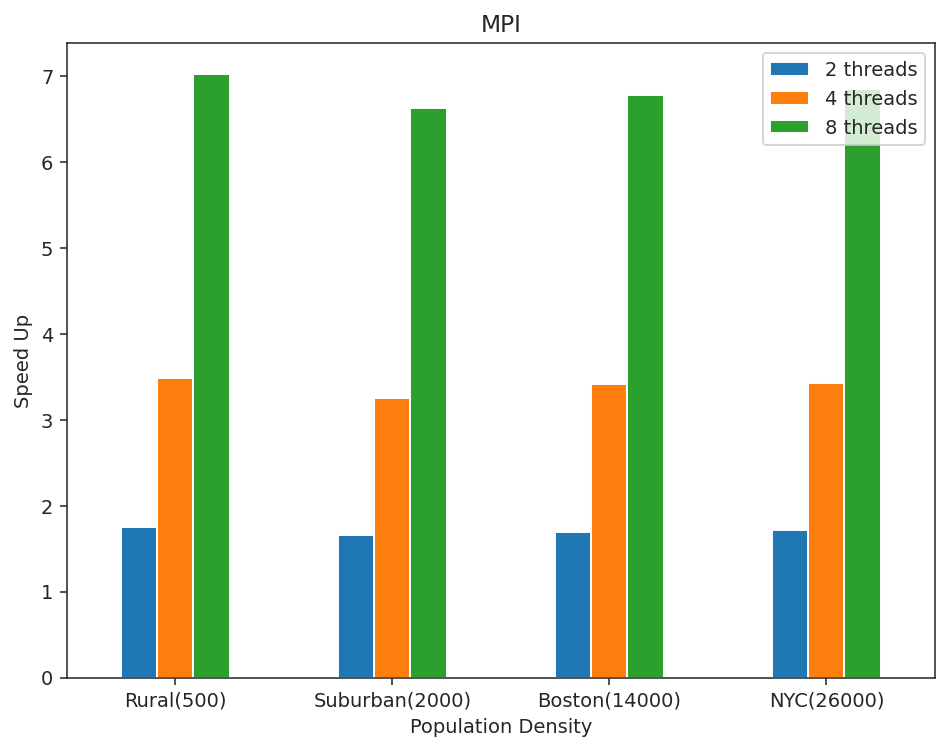 MPI
2 threads
4 threads
8 threads
7
6
5
4
3
2
1
0
Speed Up
Rural(500)
Suburban(2000)
Boston(14000)
NYC(26000)
Population Density